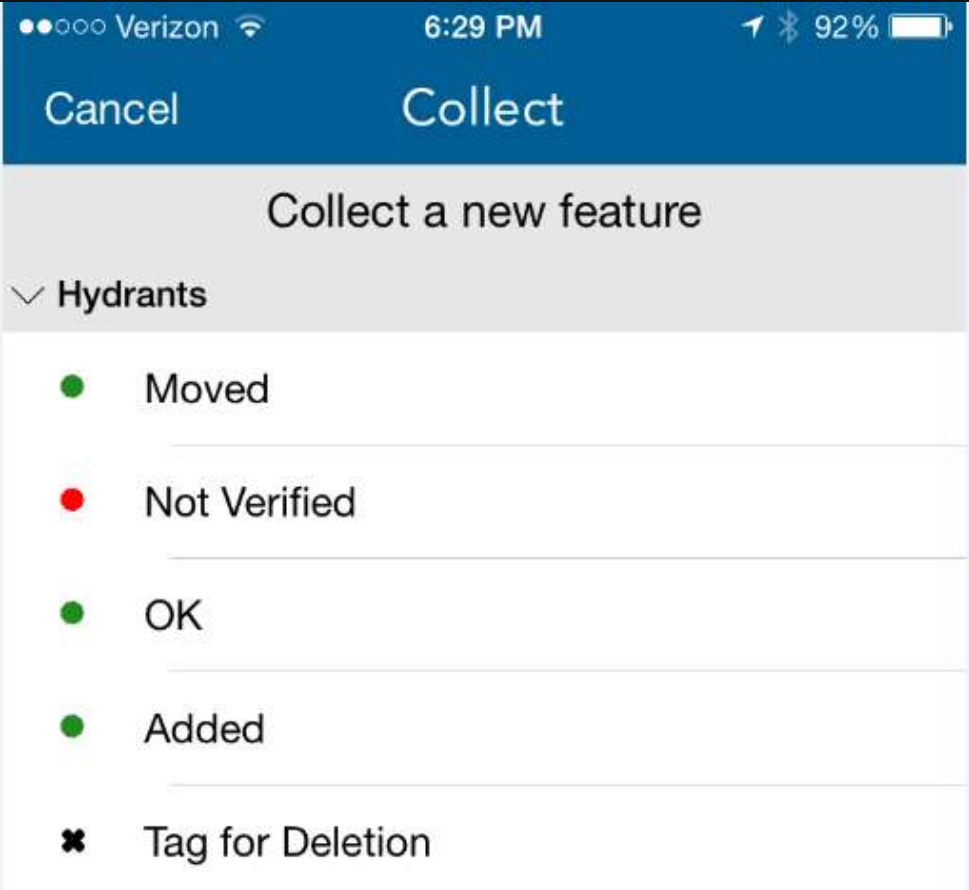 Verizon 6:29 PM 92%
Cancel Collect
Collect a new feature
Hydrants
Moved
Not Verified
OK
Added
Tag for Deletion